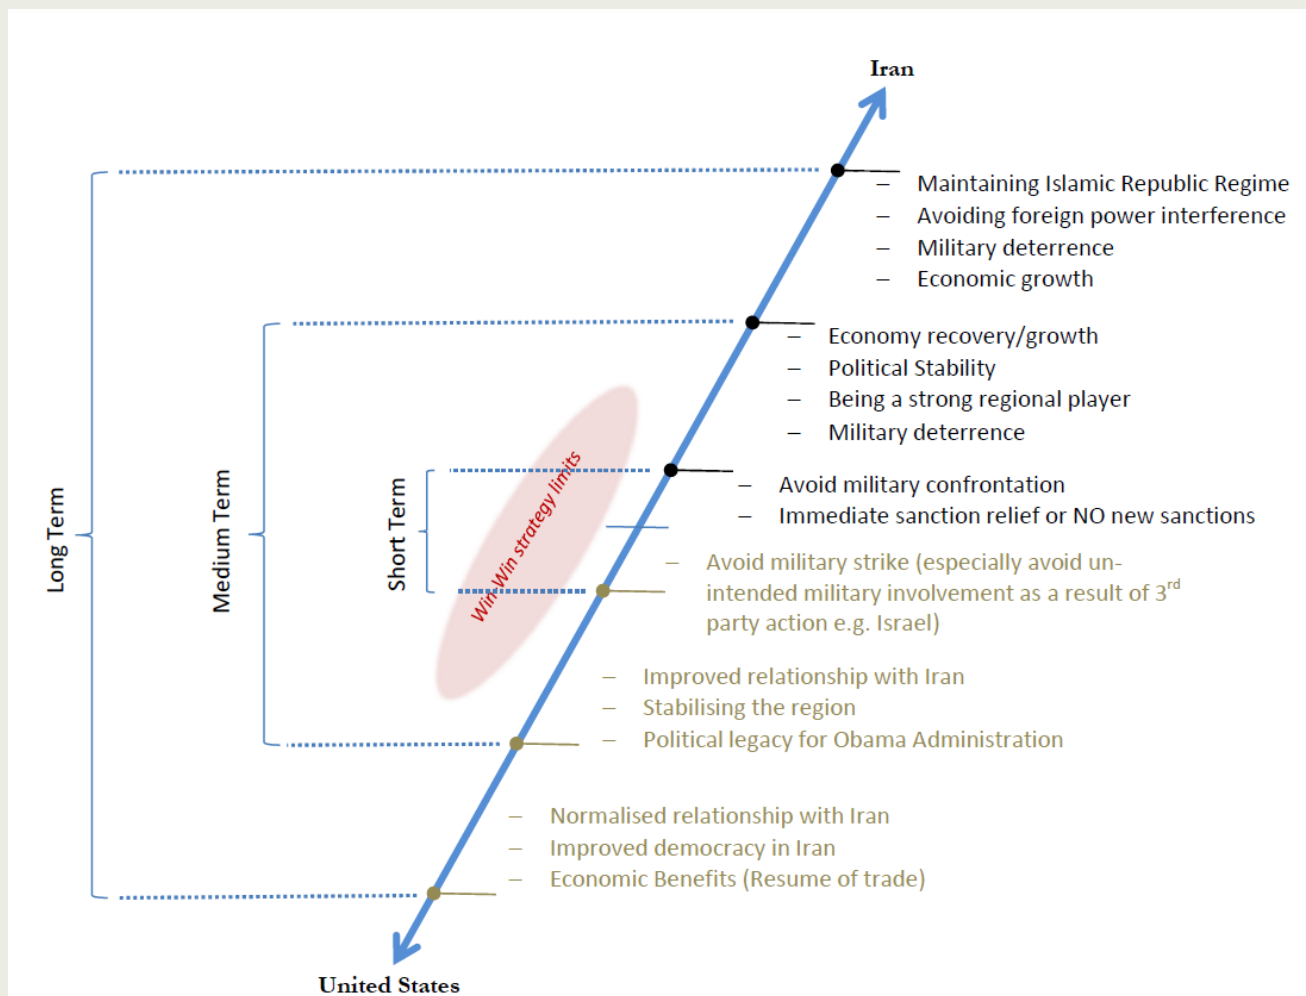 Iran
– Maintaining Islamic Republic Regime
– Avoiding foreign power interference
– Military deterrence
– Economic growth
– Economy recovery/growth
– Political Stability
– Being a strong regional player
– Military deterrence
– Avoid military confrontation
– Immediate sanction relief or NO new sanctions
– Avoid military strike (especially avoid un-
intended military involvement as a result of 3rd
party action e.g. Israel)
– Improved relationship with Iran
– Stabilising the region
– Political legacy for Obama Administration
– Normalised relationship with Iran
– Improved democracy in Iran
– Economic Benefits (Resume of trade)
United States
Long Term
Medium Term
Short Term
Win-Win strategy limits